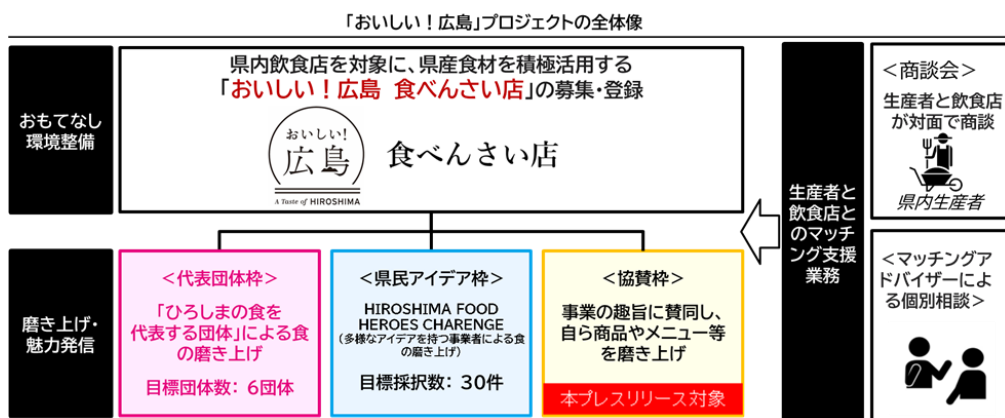 「おいしい！広島」プロジェクトの全体像
おもてなし
環境整備
県内飲食店を対象に、県産食材を積極活用する
「おいしい！広島 食べんさい店」の募集・登録
おいしい!
広島
A Taste of HIROSHIMA
食べんさい店
磨き上げ・
魅力発信
＜代表団体枠＞
「ひろしまの食を
代表する団体」による食
の磨き上げ
目標団体数： 6団体
＜県民アイデア枠＞
HIROSHIMA FOOD
HEROES CHARENGE
（多様なアイデアを持つ事業者による食
の磨き上げ）
目標採択数： 30件
＜協賛枠＞
事業の趣旨に賛同し、
自ら商品やメニュー等
を磨き上げ
本プレスリリース対象
生産者と
飲食店と
のマッチ
ング支援
業務
＜商談会＞
生産者と飲食店
が対面で商談
県内生産者
＜マッチングア
ドバイザーによ
る個別相談＞